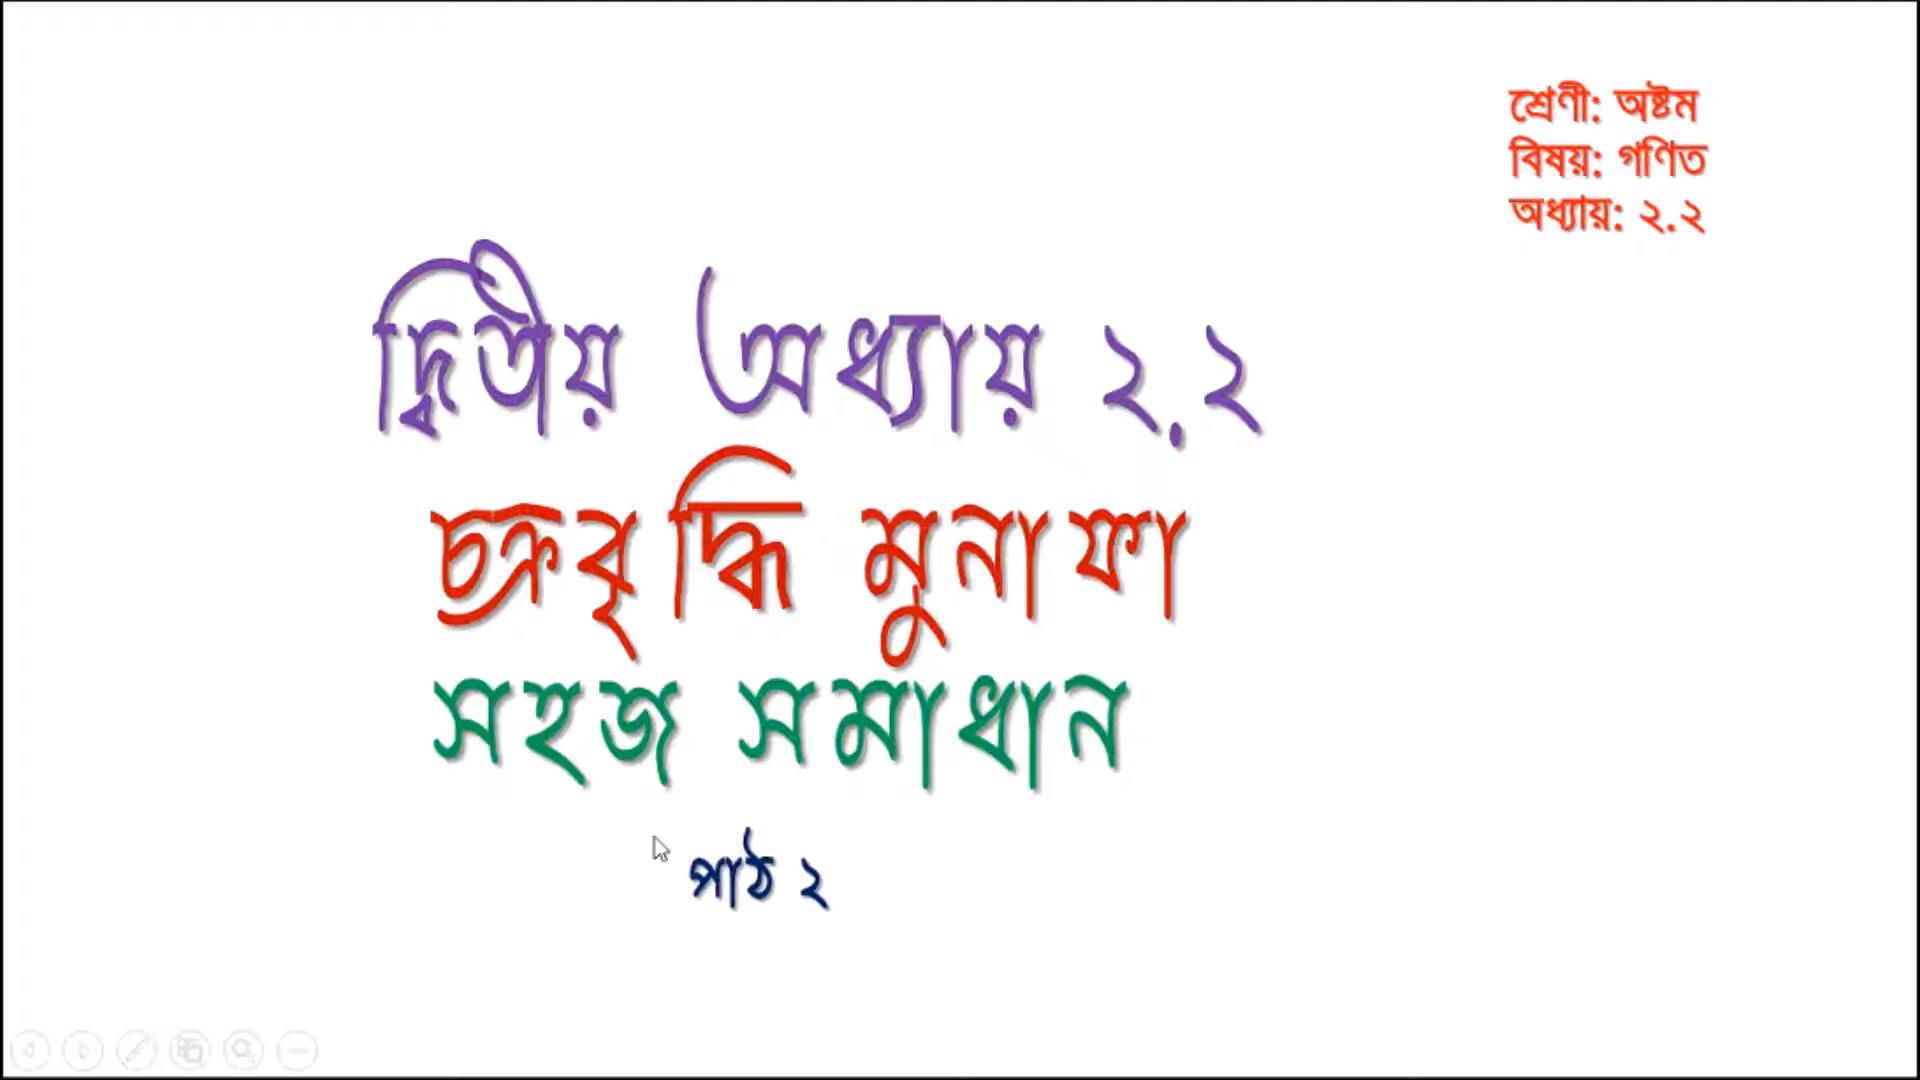 শ্রেণী: অষ্টম
বিষয়: গণিত
অধ্যায়: ২.২
দ্বিতীয় অধ্যায় ২.২
চক্রবৃদ্ধি মুনাফা
সহজ সমাধান
পাঠ ২